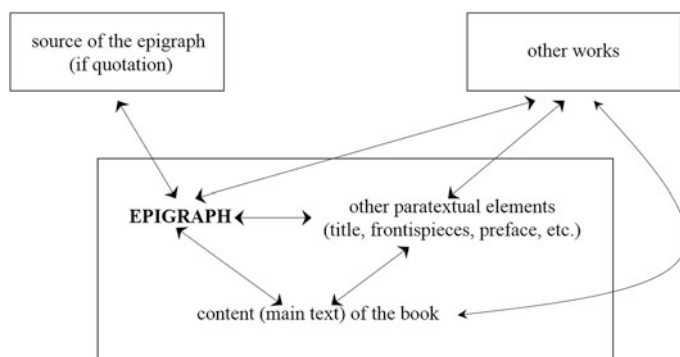 source of the epigraph
(if quotation)
other works
EPIGRAPH
other paratextual elements
(title, frontispieces, preface, etc.)
content (main text) of the book